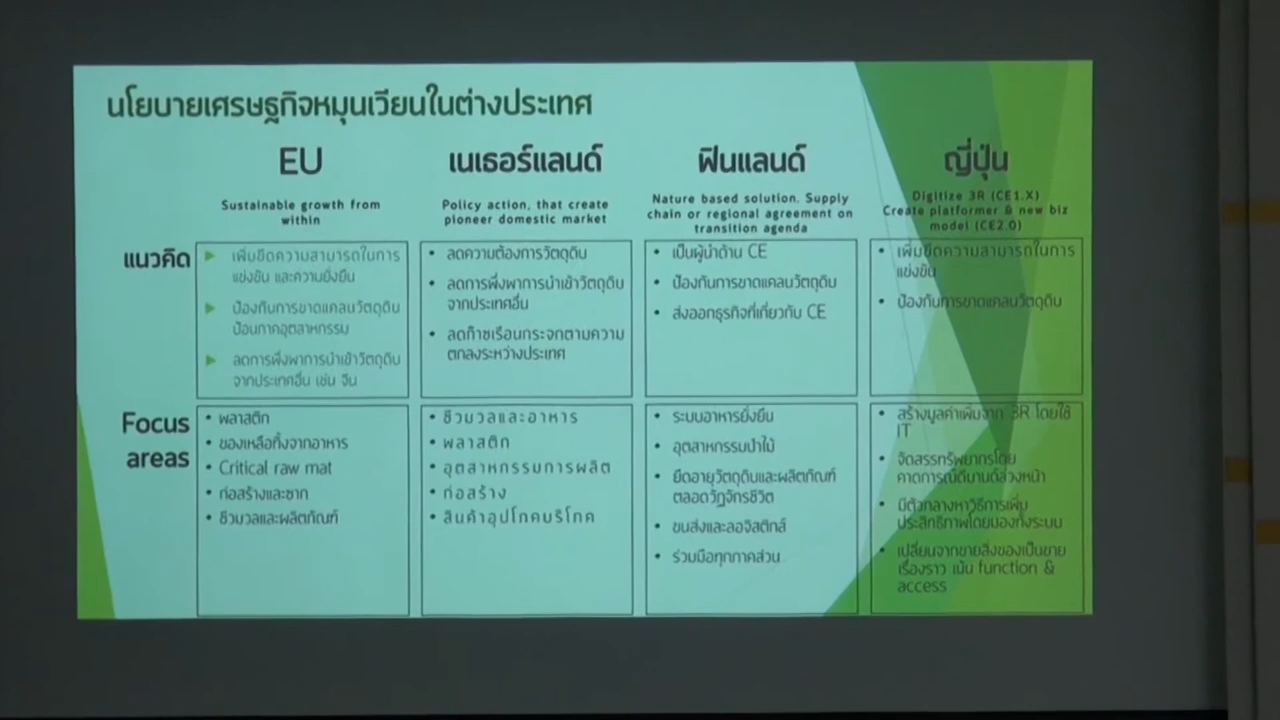 นโยบายเศรษฐกิจหมุนเวียนในต่างประเทศ
EU
Sustainable growth from
within
เนเธอร์แลนด์
Policy action, that create
pioneer domestic market
ฟินแลนด์
Nature based solution. Supply
chain or regional agreement on
transition agenda
ญี่ปุ่น
Digitize 3R (CE1.X)
Create platformer & new biz
model (CE2.0)
แนวคิด
เพิ่มขีดความสามารถในการ
แข่งขัน และความยั่งยืน
ป้องกันการขาดแคลนวัตถุดิบ
ป้อนภาคอุตสาหกรรม
ลดการพึ่งพาการนำเข้าวัตถุดิบ
จากประเทศอื่น เช่น จีน
• ลดความต้องการวัตถุดิบ
• ลดการพึ่งพาการนำเข้าวัตถุดิบ
จากประเทศอื่น
• ลดก๊าซเรือนกระจกตามความ
ตกลงระหว่างประเทศ
• เป็นผู้นำด้าน CE
• ป้องกันการขาดแคลนวัตถุดิบ
• ส่งออกธุรกิจที่เกี่ยวกับ CE
• เพิ่มขีดความสามารถในการ
แข่งขัน
• ป้องกันการขาดแคลนวัตถุดิบ
Focus
areas
• พลาสติก
• ของเหลือทิ้งจากอาหาร
• Critical raw mat
• ก่อสร้างและซาก
• ชีวมวลและผลิตภัณฑ์
• ชีวมวลและอาหาร
• พลาสติก
• อุตสาหกรรมการผลิต
• ก่อสร้าง
• สินค้าอุปโภคบริโภค
• ระบบอาหารยั่งยืน
• อุตสาหกรรมป่าไม้
• ยืดอายุวัตถุดิบและผลิตภัณฑ์
ตลอดวัฏจักรชีวิต
• ขนส่งและลอจิสติกส์
• ร่วมมือทุกภาคส่วน
• สร้างมูลค่าเพิ่มจาก 3R โดยใช้
IT
• จัดสรรทรัพยากรโดย
คาดการณ์ดีมานด์ล่วงหน้า
• มีตัวกลางหาวิธีการเพิ่ม
ประสิทธิภาพโดยมองทั้งระบบ
• เปลี่ยนจากขายสิ่งของเป็นขาย
เรื่องราว เน้น function &
access